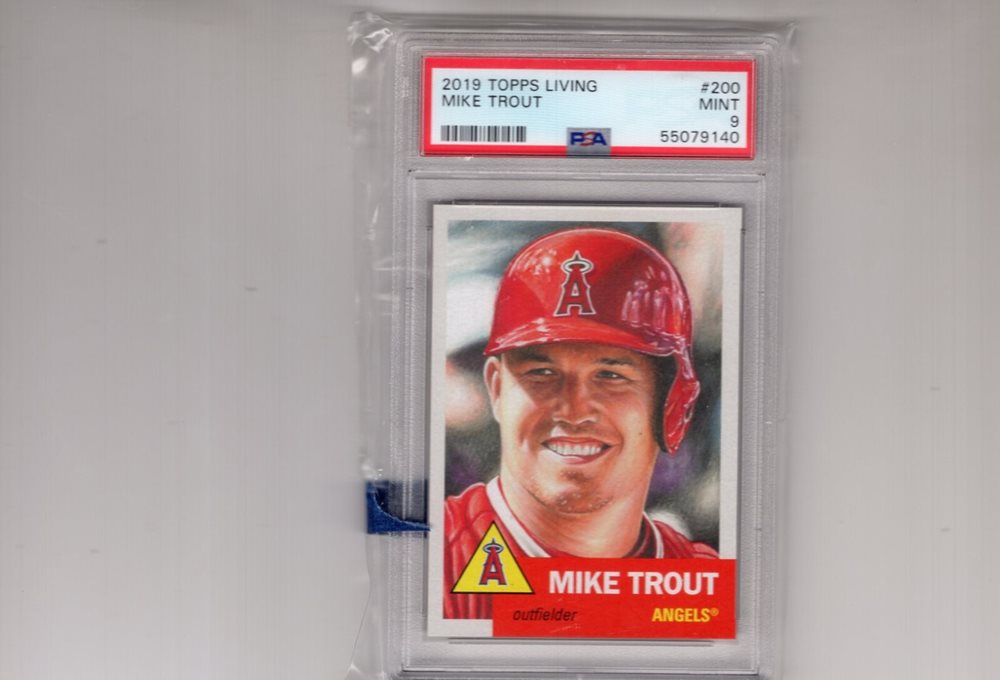 2019 TOPPS LIVING #200
MIKE TROUT MINT
9
PSA 55079140
A
A
MIKE TROUT
outfielder ANGELS®